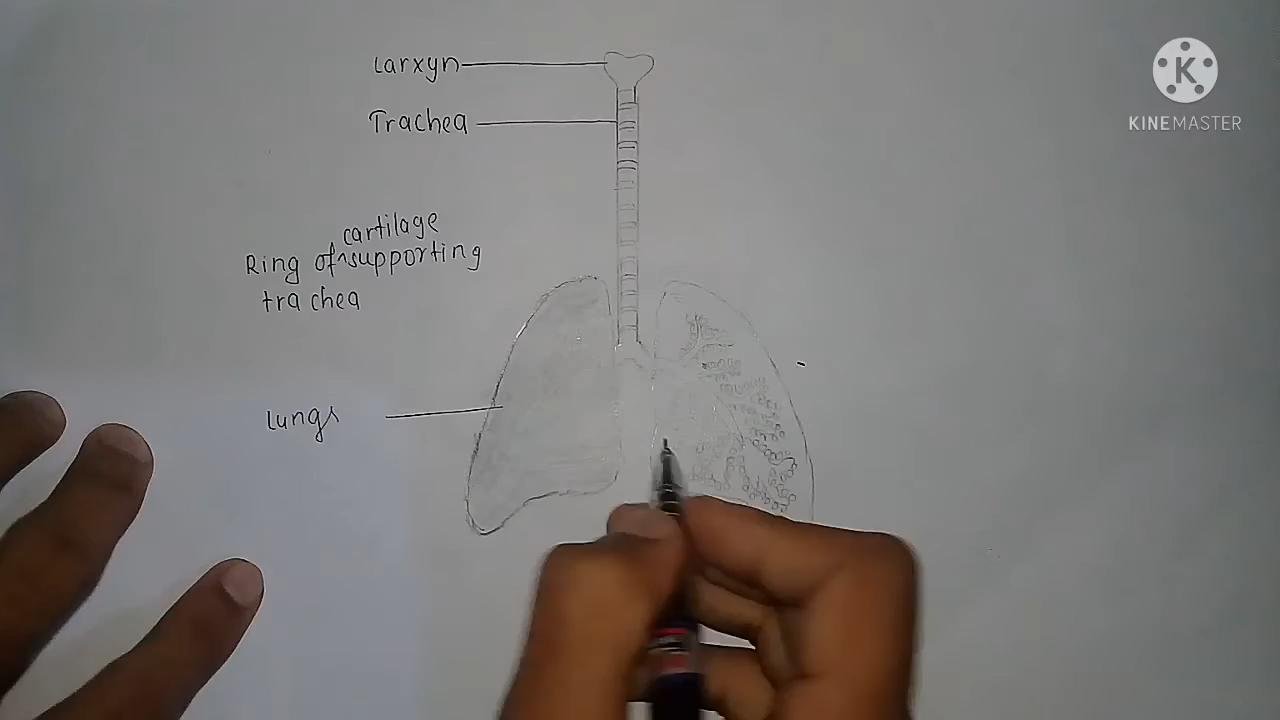 Larxyn
Trachea
cartilage
Ring of^supporting
trachea
Lungs
K
KINEMASTER